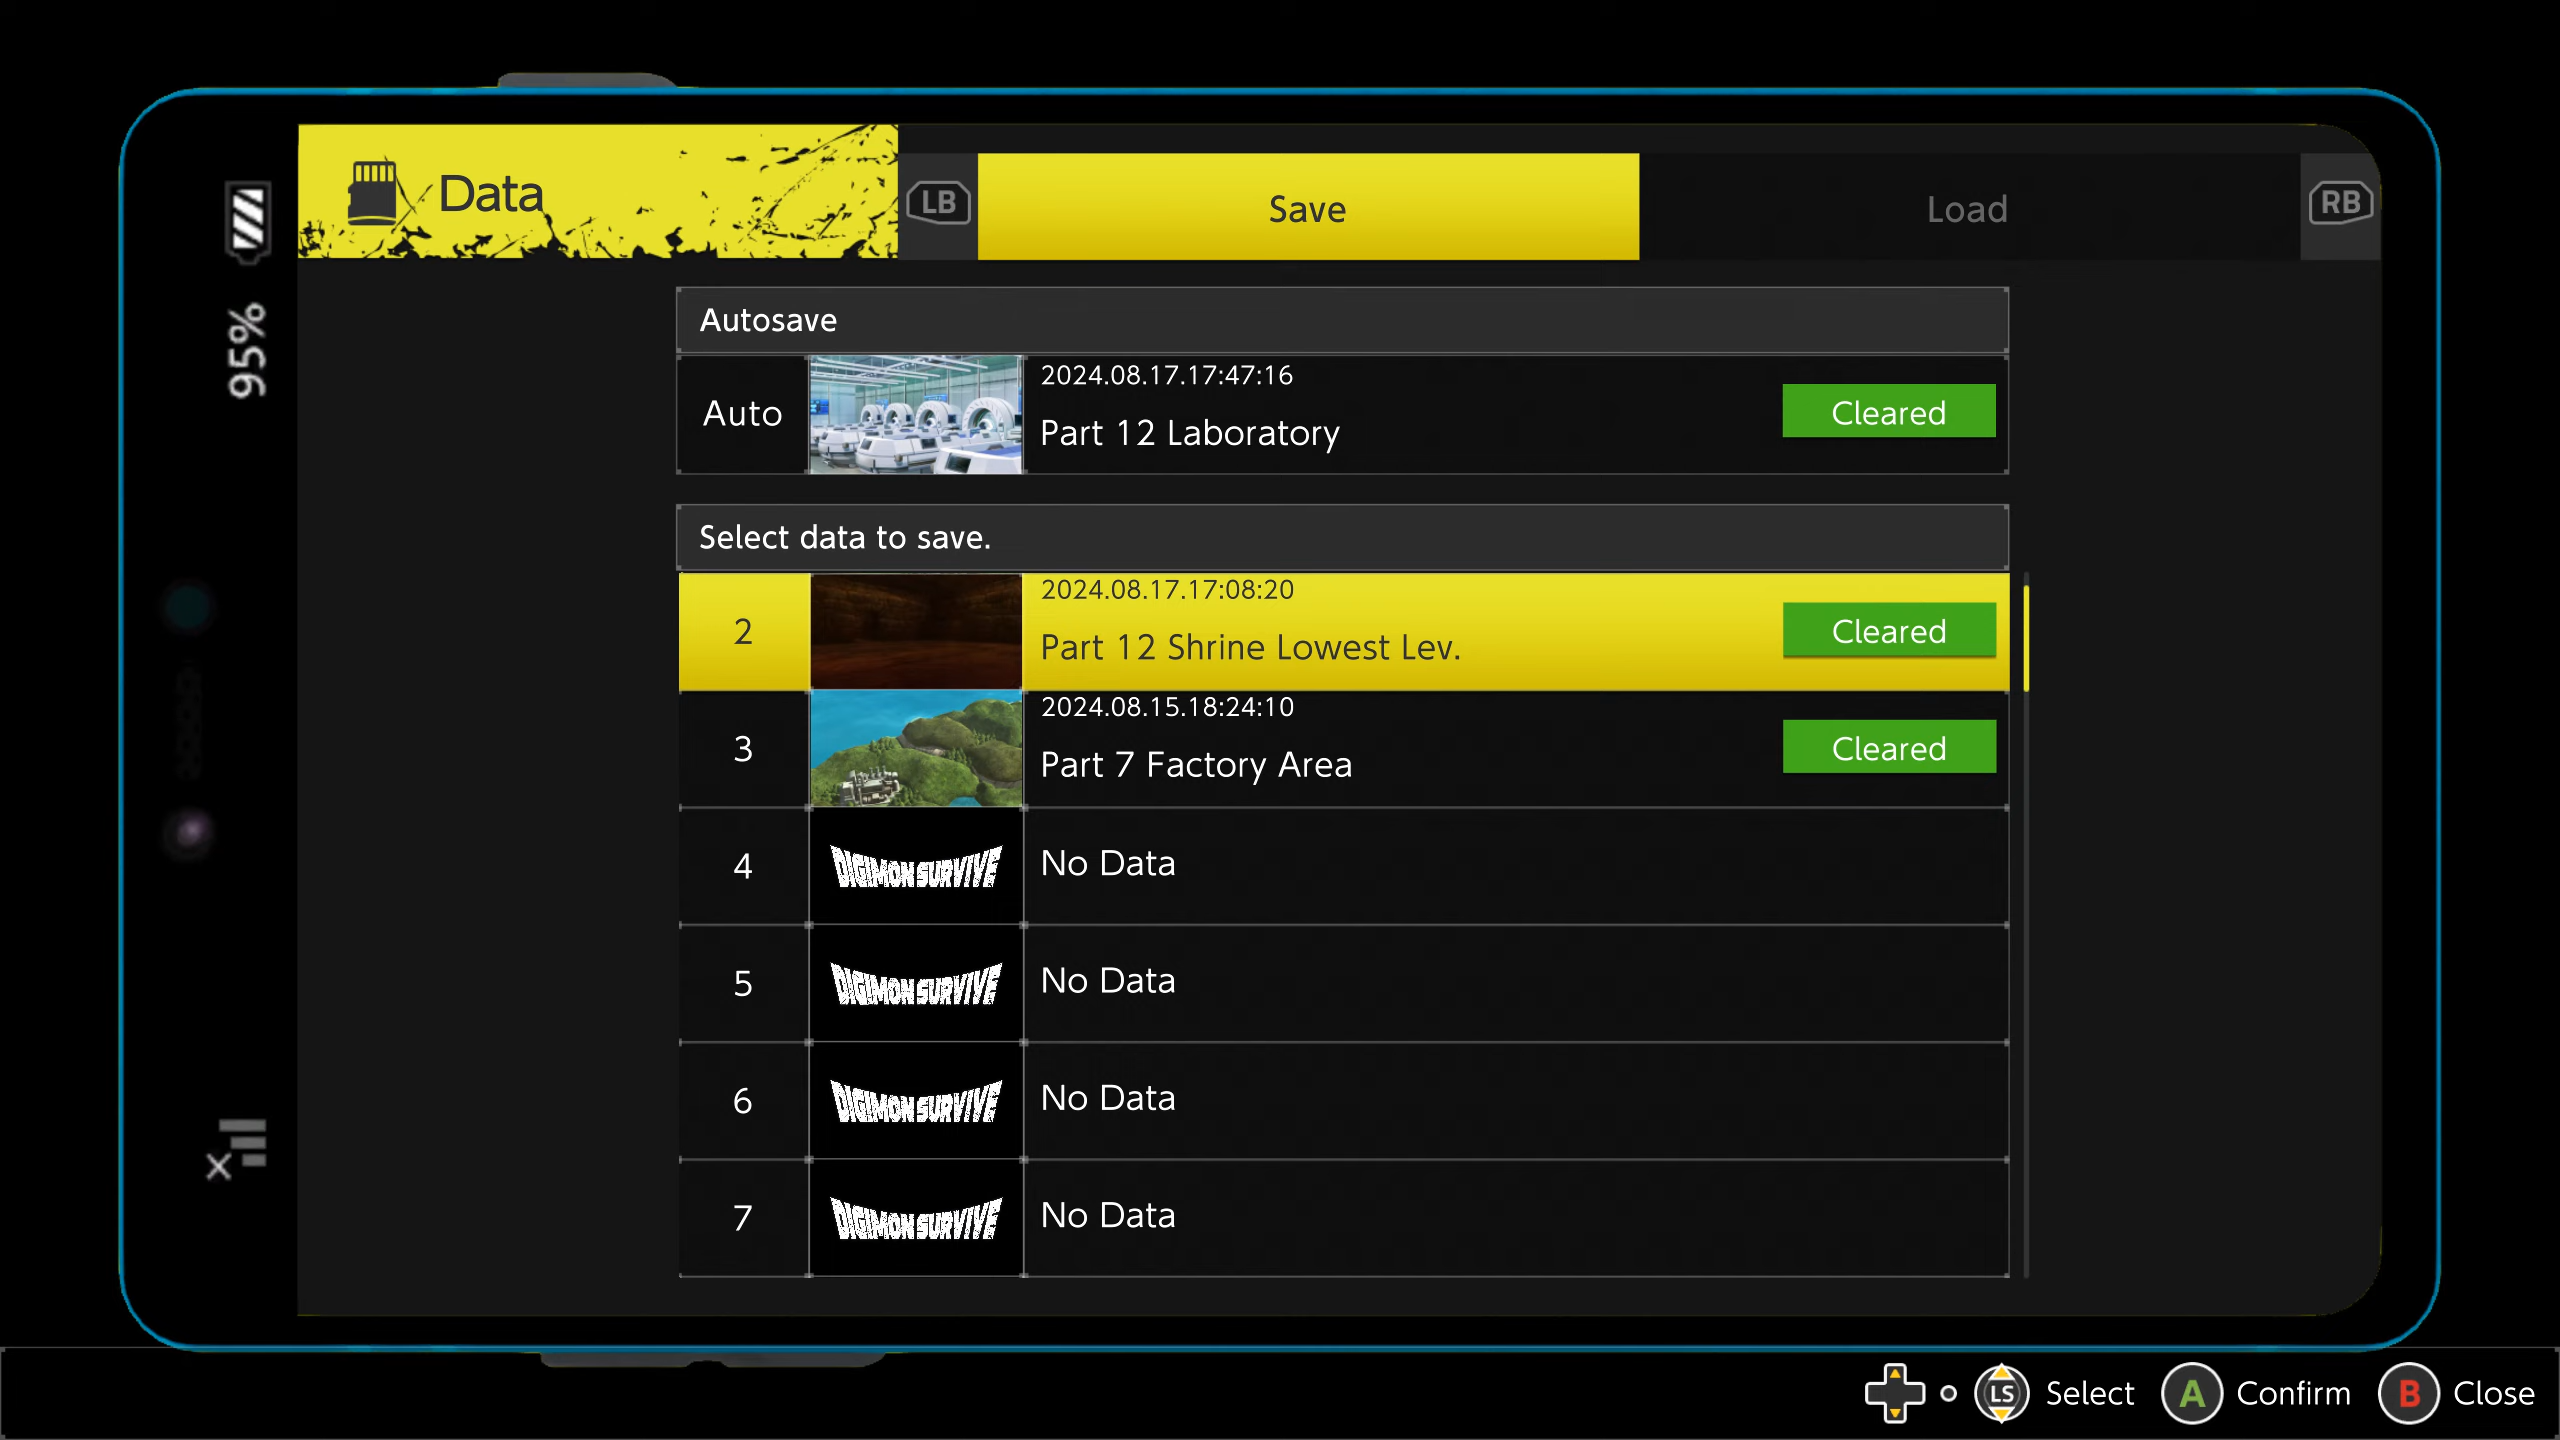 95%
Data
LB
Save
Load
RB
Autosave
Auto
2024.08.17.17:47:16
Part 12 Laboratory
Cleared
Select data to save.
2
2024.08.17.17:08:20
Part 12 Shrine Lowest Lev.
Cleared
3
2024.08.15.18:24:10
Part 7 Factory Area
Cleared
4
DIGIMON SURVIVE
No Data
5
DIGIMON SURVIVE
No Data
6
DIGIMON SURVIVE
No Data
7
DIGIMON SURVIVE
No Data
LS Select A Confirm B Close